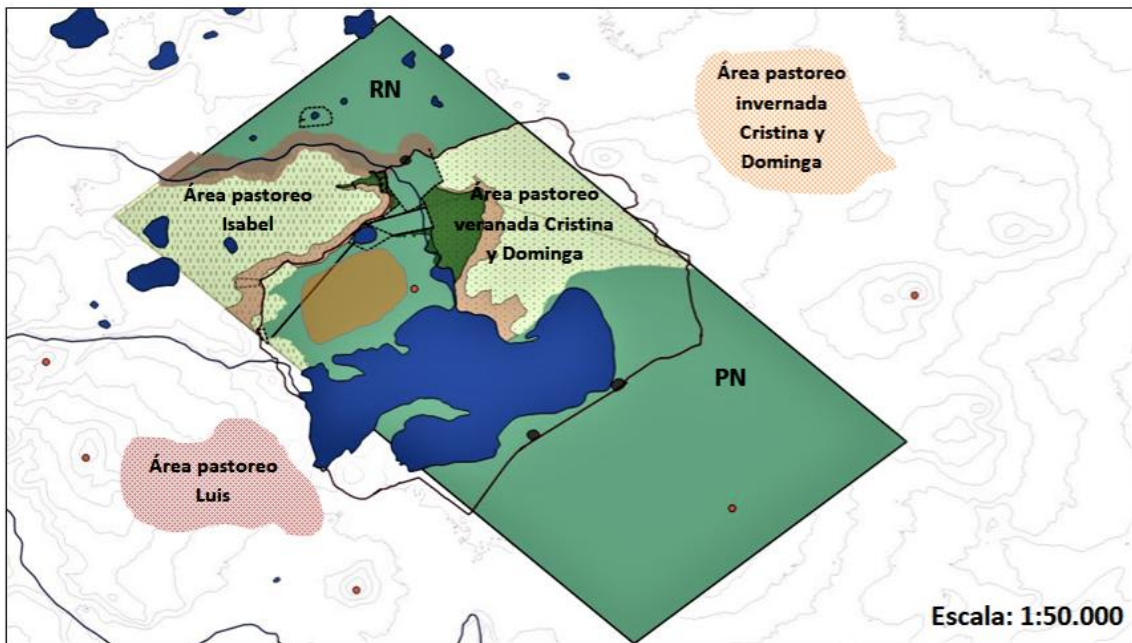 RN
Área pastoreo
invernada
Cristina y
Dominga
Área pastoreo
Isabel
Área pastoreo
veranada Cristina
y Dominga
PN
Área pastoreo
Luis
Escala: 1:50.000